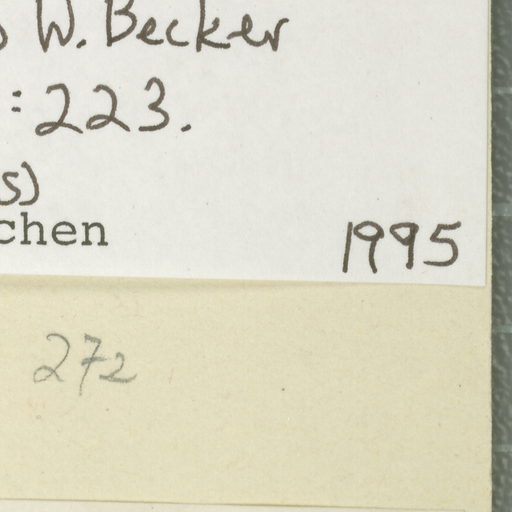 W. Becker
: 223.
s)
chen 1995
272